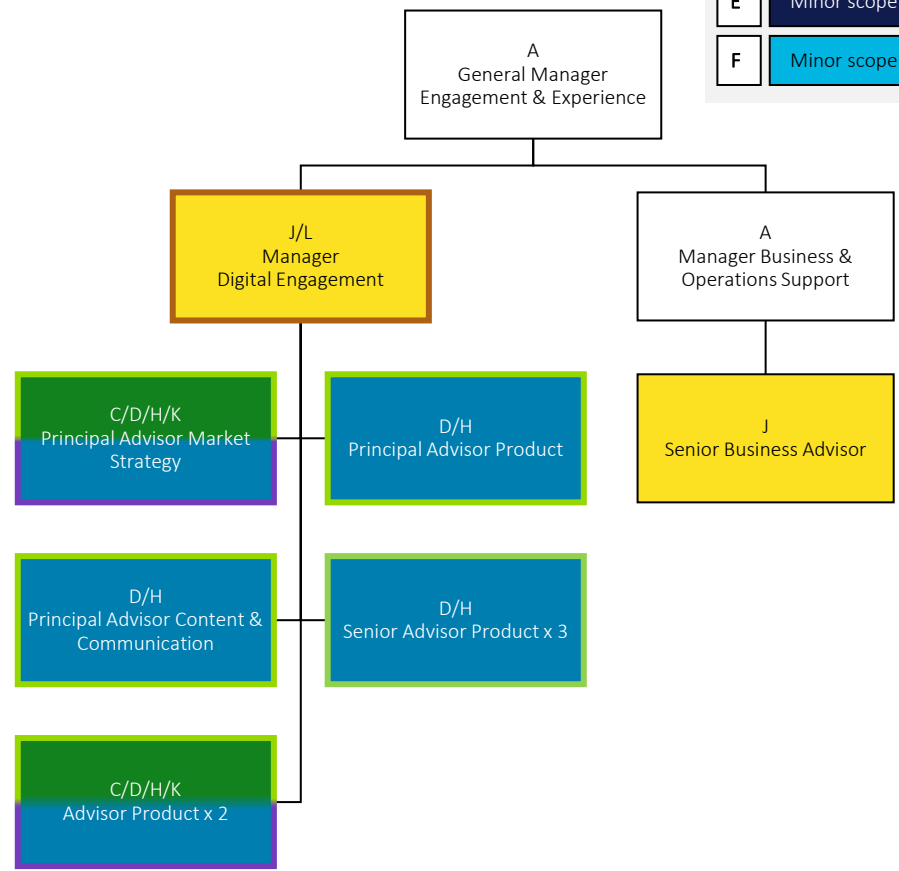 E
Minor scope
F
Minor scope
A
General Manager
Engagement & Experience
J/L
Manager
Digital Engagement
A
Manager Business &
Operations Support
C/D/H/K
Principal Advisor Market
Strategy
D/H
Principal Advisor Product
J
Senior Business Advisor
D/H
Principal Advisor Content &
Communication
D/H
Senior Advisor Product x 3
C/D/H/K
Advisor Product x 2